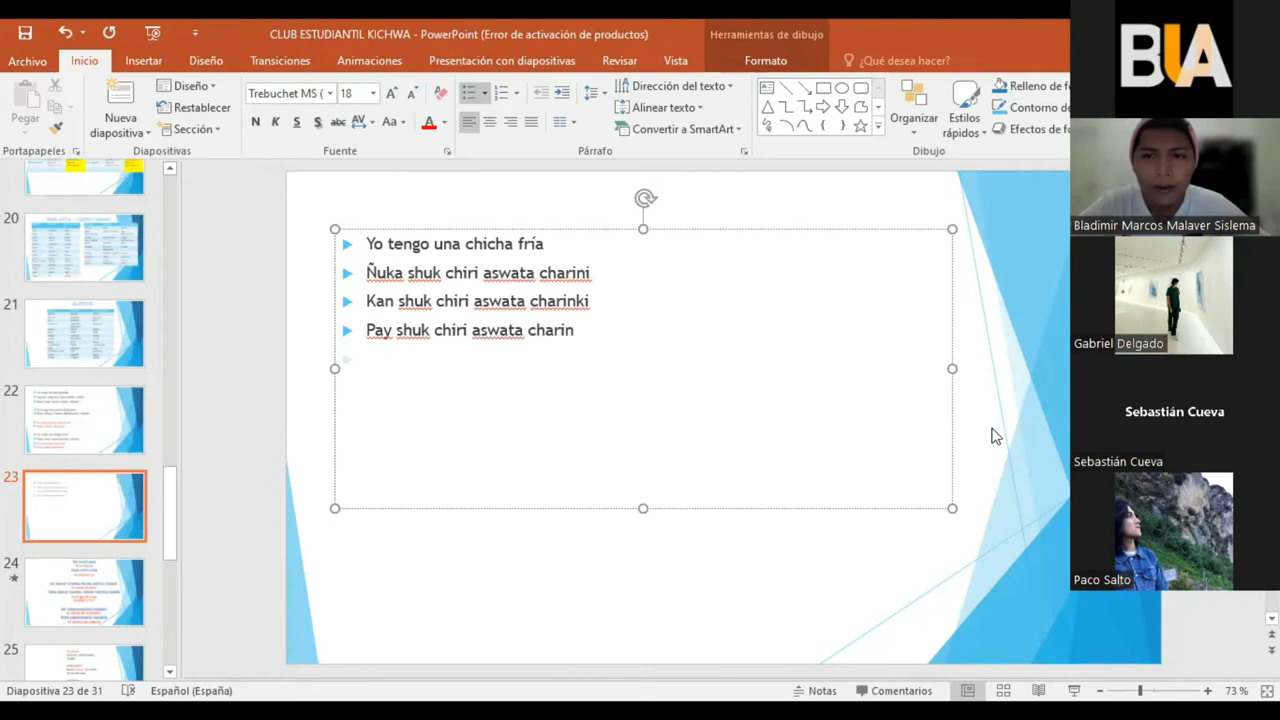 CLUB ESTUDIANTIL KICHWA - PowerPoint (Error de activación de productos)
Herramientas de dibujo
Archivo
Inicio
Insertar
Diseño
Transiciones
Animaciones
Presentación con diapositivas
Revisar
Vista
Formato
¿Qué desea hacer?
Pegar
Nueva diapositiva
Diseño
Restablecer
Sección
Trebuchet MS (
18
N K S S abc AV Aa A
Dirección del texto
Alinear texto
Convertir a SmartArt
Organizar
Estilos rápidos
Relleno de fo
Contorno de
Efectos de fo
Portapapeles
Diapositivas
Fuente
Párrafo
Dibujo
20
21
22
23
24
25
Yo tengo una chicha fría
Ñuka shuk chiri aswata charini
Kan shuk chiri aswata charinki
Pay shuk chiri aswata charin
BUA
Bladimir Marcos Malaver Sislema
Gabriel Delgado
Sebastián Cueva
Sebastián Cueva
Paco Salto
Diapositiva 23 de 31
Español (España)
Notas
Comentarios
73 %